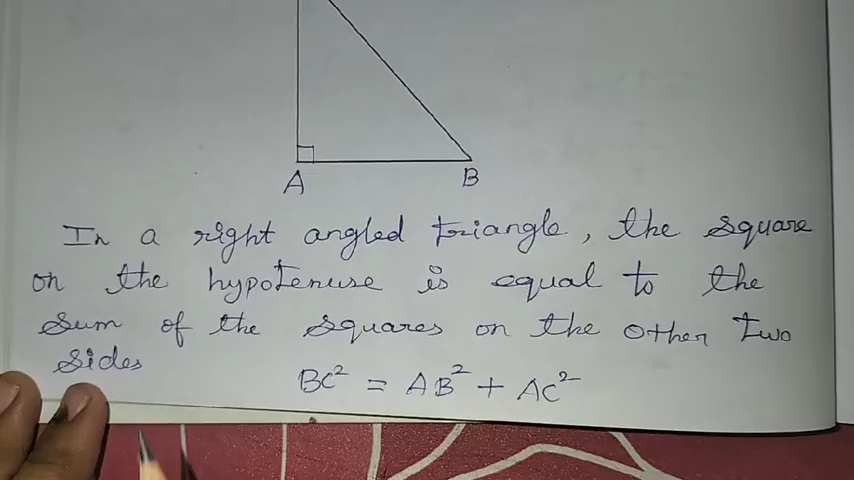 A B
In a right angled triangle, the square
on the hypotenuse is equal to the
sum of the squares on the other two
sides
BC² = AB² + AC²